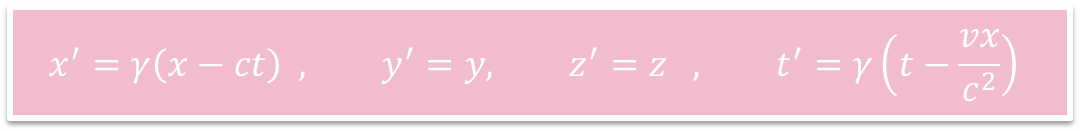 x′ = γ(x − ct) , y′ = y, z′ = z , t′ = γ(t − vx/c²)